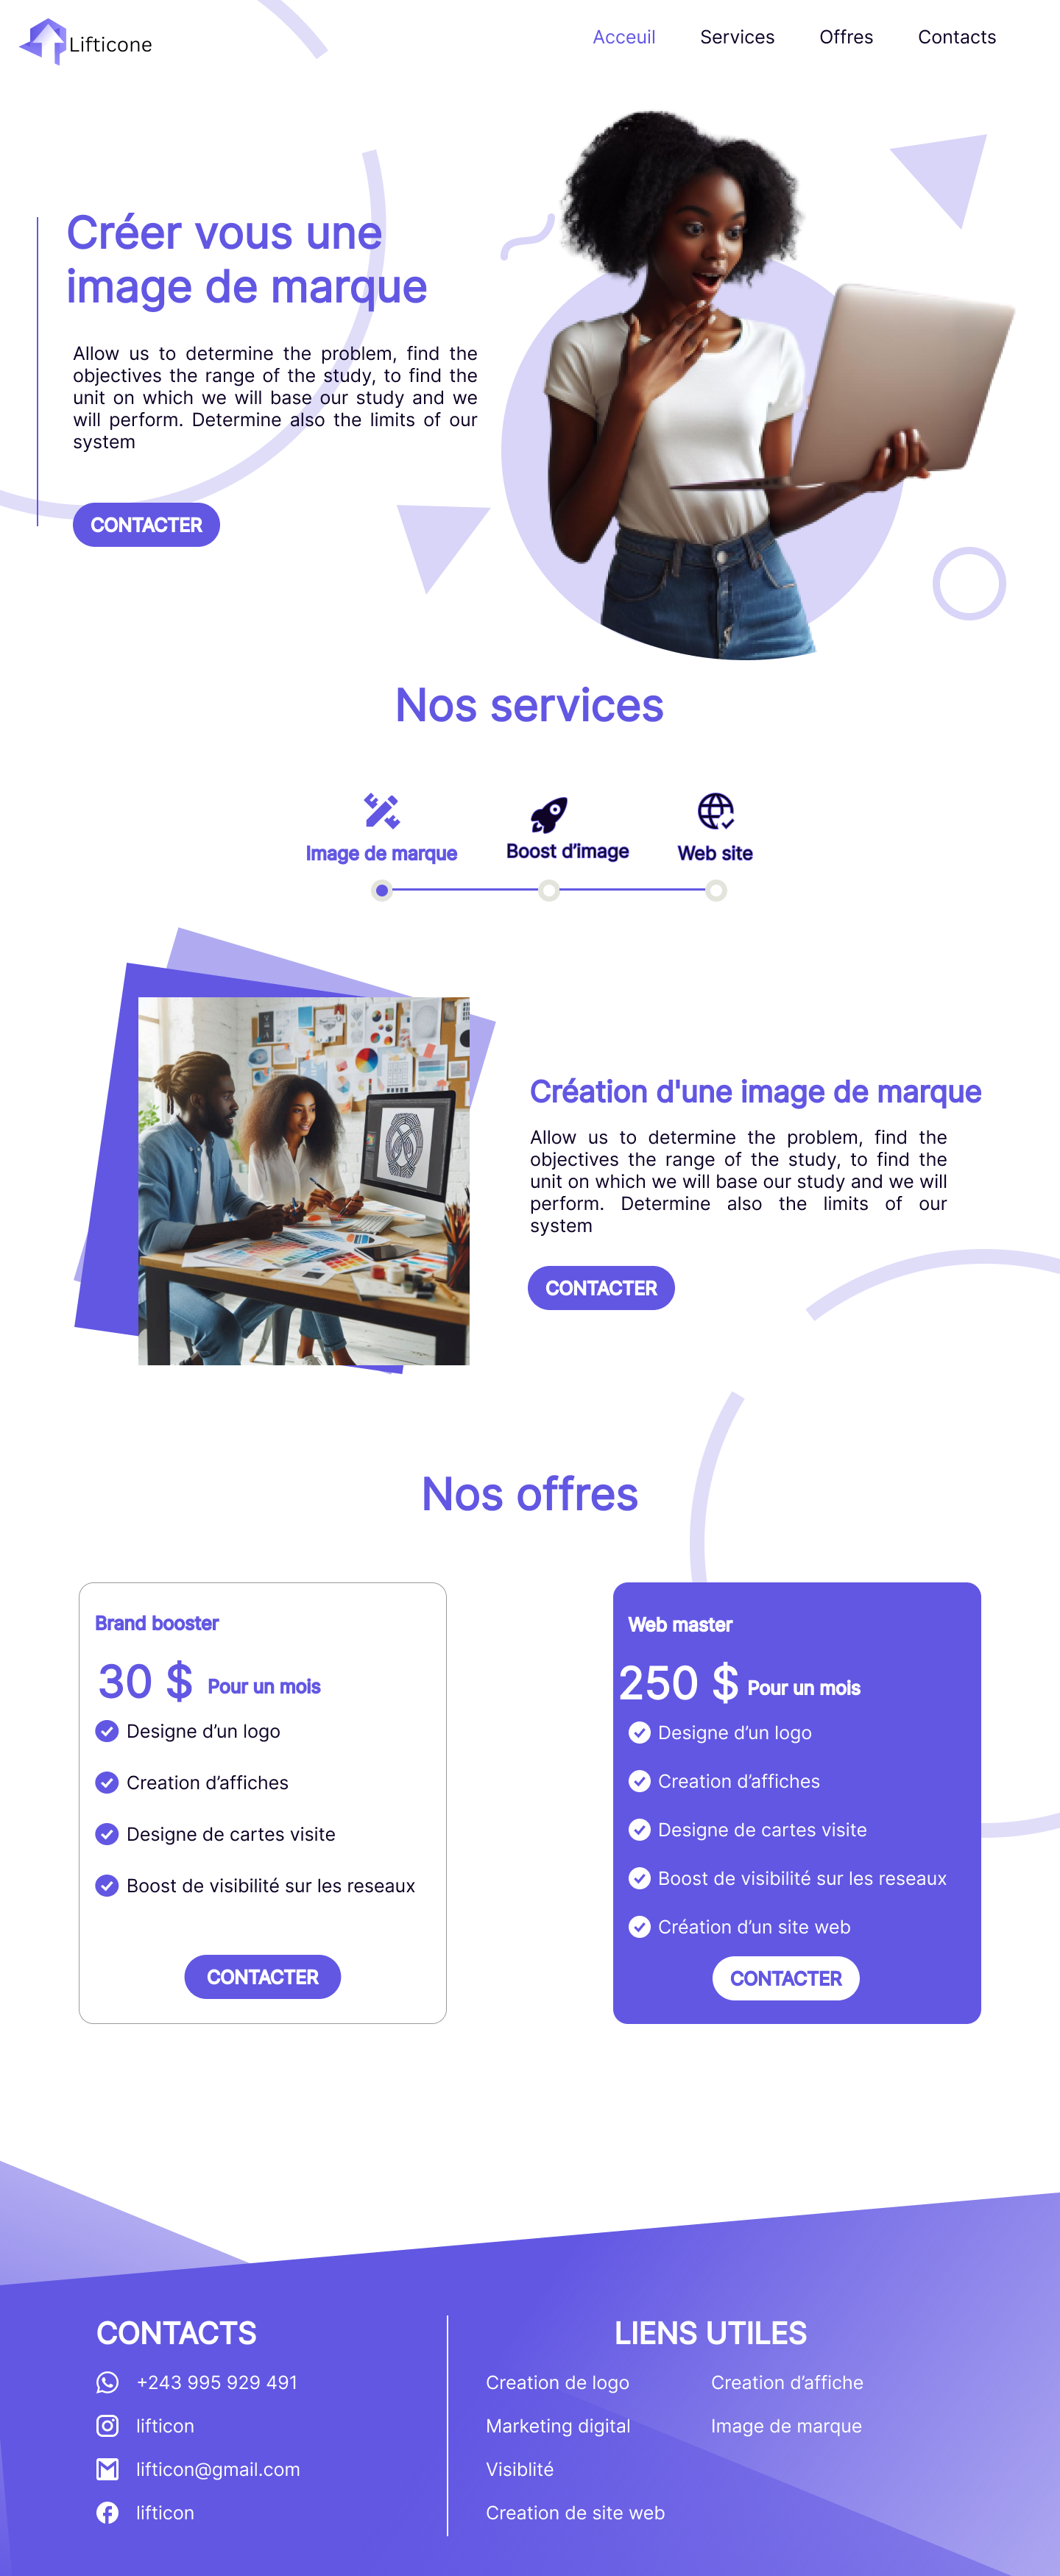 Lifticone
Acceuil Services Offres Contacts
Créer vous une
image de marque
Allow us to determine the problem, find the
objectives the range of the study, to find the
unit on which we will base our study and we
will perform. Determine also the limits of our
system
CONTACTER
Nos services
Image de marque
Boost d’image
Web site
Création d'une image de marque
Allow us to determine the problem, find the
objectives the range of the study, to find the
unit on which we will base our study and we will
perform. Determine also the limits of our
system
CONTACTER
Nos offres
Brand booster
30 $ Pour un mois
Designe d’un logo
Creation d’affiches
Designe de cartes visite
Boost de visibilité sur les reseaux
CONTACTER
Web master
250 $ Pour un mois
Designe d’un logo
Creation d’affiches
Designe de cartes visite
Boost de visibilité sur les reseaux
Création d’un site web
CONTACTER
CONTACTS
+243 995 929 491
lifticon
lifticon@gmail.com
lifticon
LIENS UTILES
Creation de logo
Marketing digital
Visiblité
Creation de site web
Creation d’affiche
Image de marque